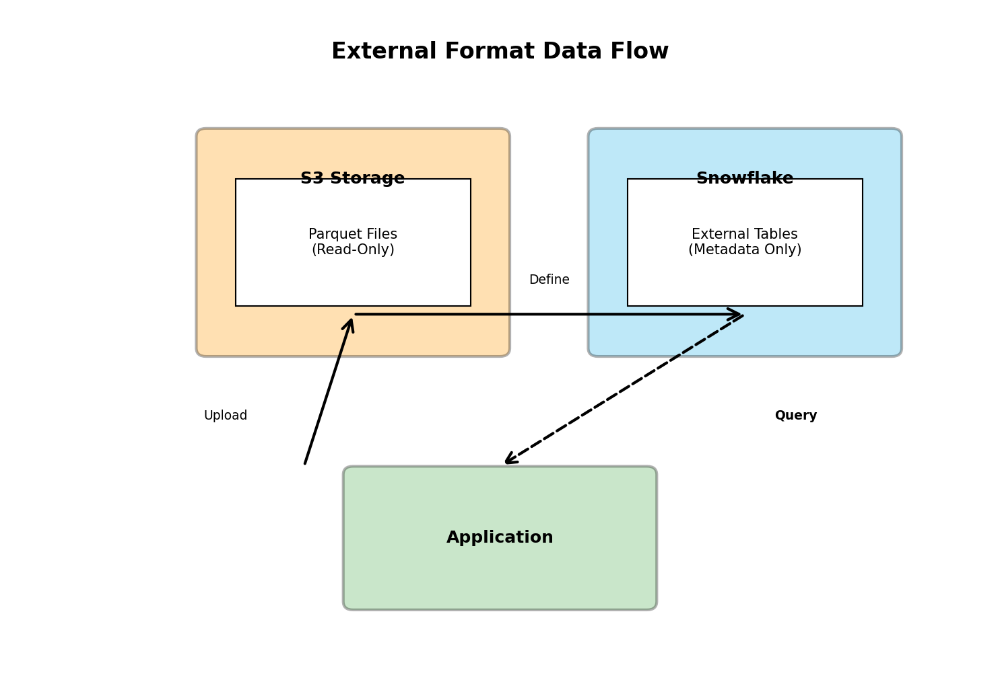 External Format Data Flow
S3 Storage
Parquet Files
(Read-Only)
Snowflake
External Tables
(Metadata Only)
Define
Upload
Query
Application